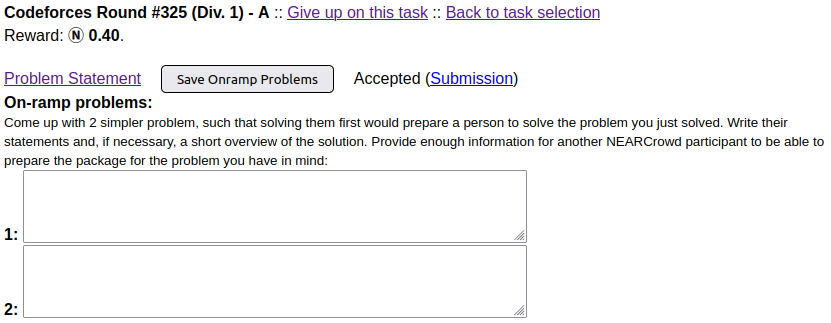 Codeforces Round #325 (Div. 1) - A :: Give up on this task :: Back to task selection
Reward: Ⓝ 0.40.
Problem Statement Save Onramp Problems Accepted (Submission)
On-ramp problems:
Come up with 2 simpler problem, such that solving them first would prepare a person to solve the problem you just solved. Write their
statements and, if necessary, a short overview of the solution. Provide enough information for another NEARCrowd participant to be able to
prepare the package for the problem you have in mind:
1:
2: